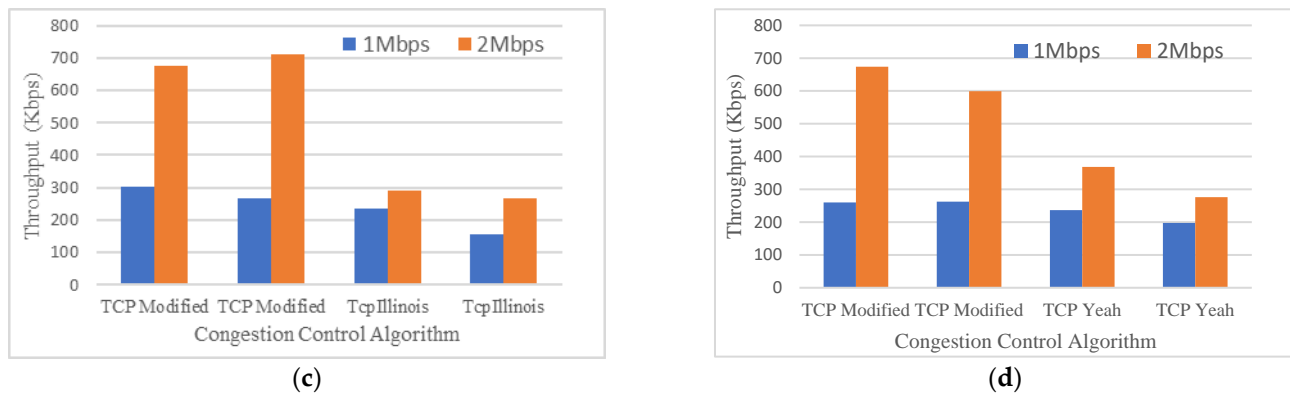 800
700
600
500
400
300
200
100
0
Throughput (Kbps)
1Mbps 2Mbps
TCP Modified TCP Modified TcpIllinois TcpIllinois
Congestion Control Algorithm
(c)
800
700
600
500
400
300
200
100
0
Throughput (Kbps)
1Mbps 2Mbps
TCP Modified TCP Modified TCP Yeah TCP Yeah
Congestion Control Algorithm
(d)